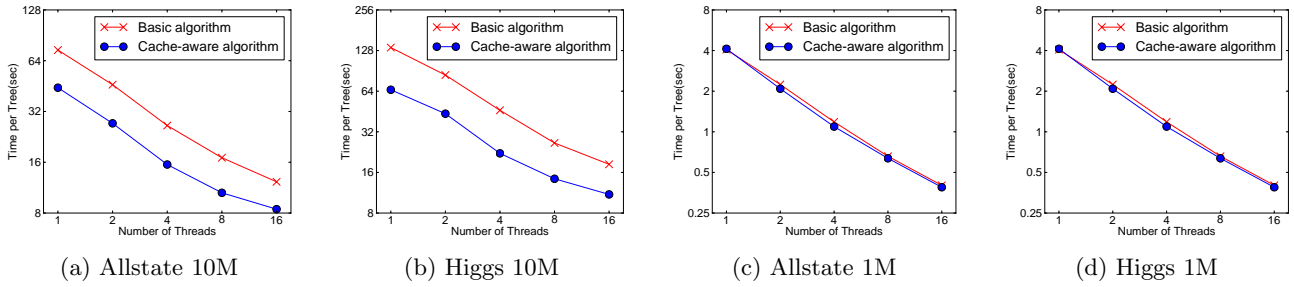 128
64
32
16
8
Time per Tree(sec)
Basic algorithm
Cache-aware algorithm
1 2 4 8 16
Number of Threads
(a) Allstate 10M
256
128
64
32
16
8
Time per Tree(sec)
Basic algorithm
Cache-aware algorithm
1 2 4 8 16
Number of Threads
(b) Higgs 10M
8
4
2
1
0.5
0.25
Time per Tree(sec)
Basic algorithm
Cache-aware algorithm
1 2 4 8 16
Number of Threads
(c) Allstate 1M
8
4
2
1
0.5
0.25
Time per Tree(sec)
Basic algorithm
Cache-aware algorithm
1 2 4 8 16
Number of Threads
(d) Higgs 1M